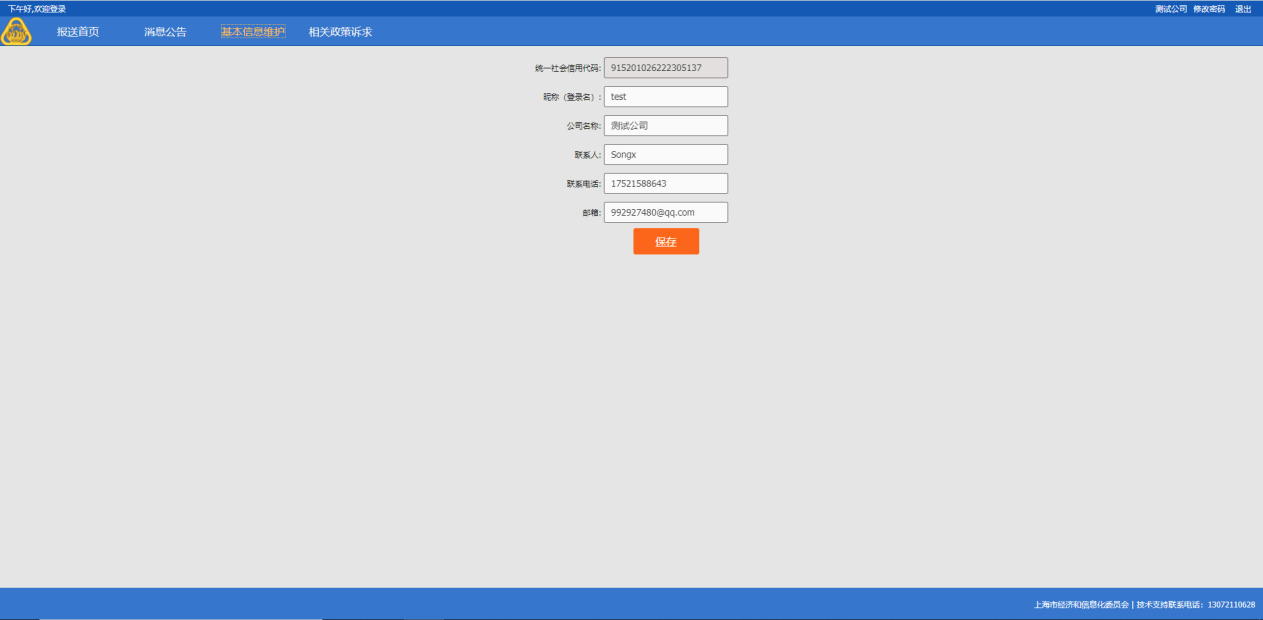 下午好,欢迎登录
测试公司 修改密码 退出
报送首页 消息公告 基本信息维护 相关政策诉求
统一社会信用代码: 915201026222305137
昵称（登录名）: test
公司名称: 测试公司
联系人: Songx
联系电话: 17521588643
邮箱: 992927480@qq.com
保存
上海市经济和信息化委员会 | 技术支持联系电话：13072110628